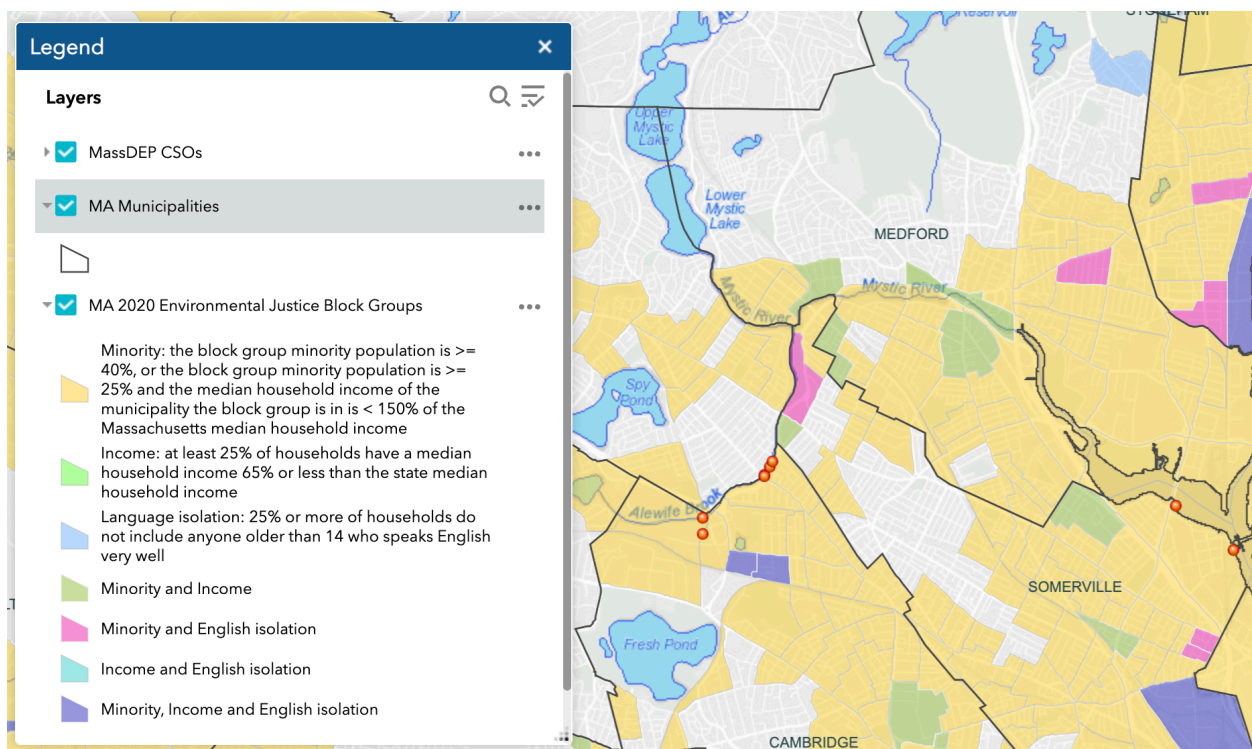 Legend
Layers
MassDEP CSOs
MA Municipalities
MA 2020 Environmental Justice Block Groups
Minority: the block group minority population is >=
40%, or the block group minority population is >=
25% and the median household income of the
municipality the block group is in is < 150% of the
Massachusetts median household income
Income: at least 25% of households have a median
household income 65% or less than the state median
household income
Language isolation: 25% or more of households do
not include anyone older than 14 who speaks English
very well
Minority and Income
Minority and English isolation
Income and English isolation
Minority, Income and English isolation
Reservoir
Upper
Mystic
Lake
Lower
Mystic
Lake
MEDFORD
Mystic River
Mystic River
Spy
Pond
Alewife Brook
SOMERVILLE
Fresh Pond
CAMBRIDGE